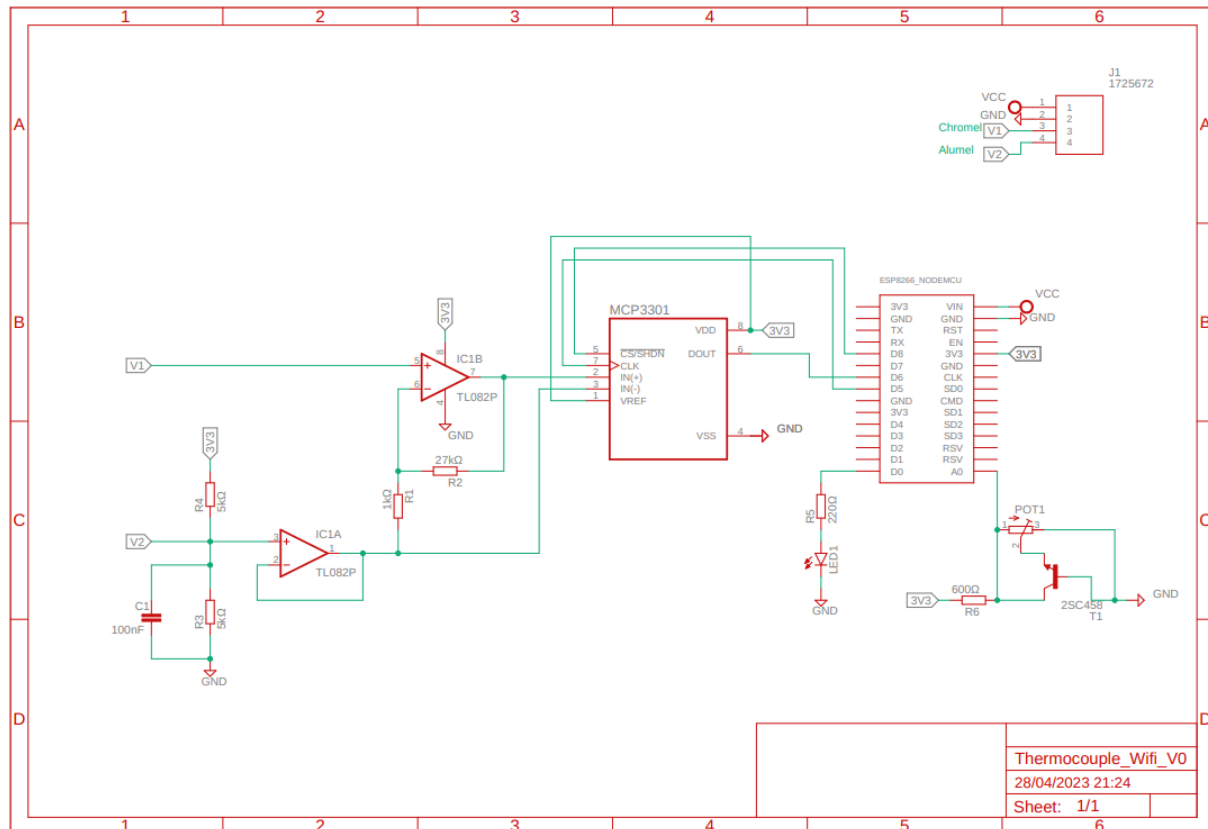 1 2 3 4 5 6
A
B
C
D
A
B
C
D
1 2 3 4 5 6
J1
1725672
VCC
GND
Chromel V1
Alumel V2
1 1
2 2
3 3
4 4
V1
3V3
8
5
6
7
4
IC1B
TL082P
GND
27kΩ
R2
1kΩ
R1
3V3
R4
5kΩ
V2
3
2
1
IC1A
TL082P
C1
100nF
R3
5kΩ
GND
MCP3301
5 CS/SHDN
7 CLK
2 IN(+)
3 IN(-)
1 VREF
VDD 8 3V3
DOUT 6
VSS 4 GND
ESP8266_NODEMCU
3V3 VIN VCC
GND GND GND
TX RST
RX EN
D8 3V3 3V3
D7 GND
D6 CLK
D5 SD0
GND CMD
3V3 SD1
D4 SD2
D3 SD3
D2 RSV
D1 RSV
D0 A0
R5
220Ω
LED1
GND
POT1
1 3
2
3V3
600Ω
R6
2SC458
T1
GND
Thermocouple_Wifi_V0
28/04/2023 21:24
Sheet: 1/1